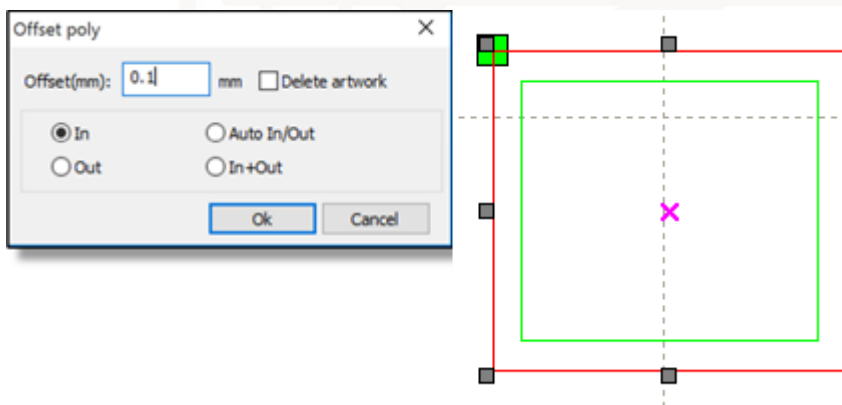 Offset poly
Offset(mm): 0.1 mm Delete artwork
In Auto In/Out
Out In+Out
Ok Cancel